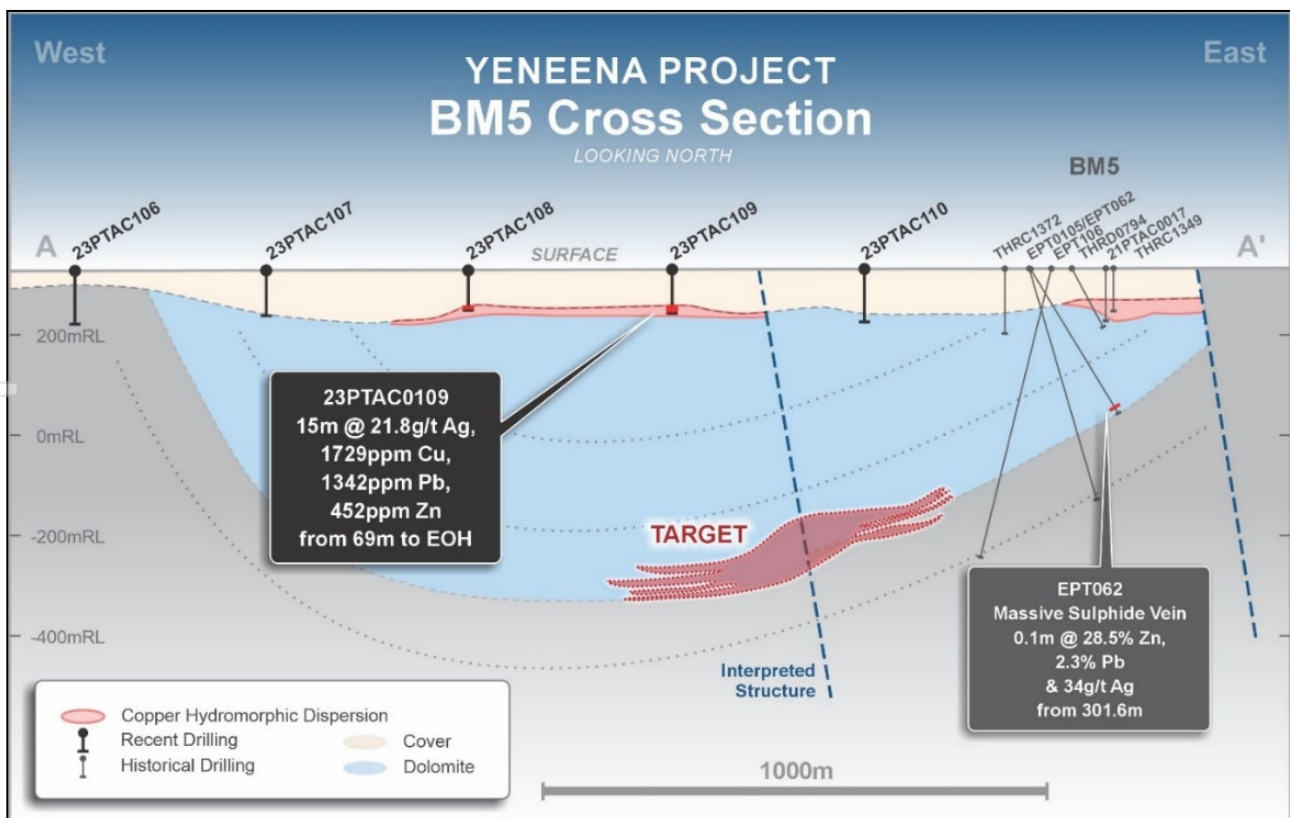 West
East
YENEENA PROJECT
BM5 Cross Section
LOOKING NORTH
BM5
A
23PTAC106
23PTAC107
23PTAC108
SURFACE
23PTAC109
23PTAC110
THRC1372
EPT0105/EPT062
EPT106
THRD0794
21PTAC0017
THRC1349
A'
200mRL
0mRL
-200mRL
-400mRL
23PTAC0109
15m @ 21.8g/t Ag,
1729ppm Cu,
1342ppm Pb,
452ppm Zn
from 69m to EOH
TARGET
EPT062
Massive Sulphide Vein
0.1m @ 28.5% Zn,
2.3% Pb
& 34g/t Ag
from 301.6m
Interpreted
Structure
Copper Hydromorphic Dispersion
Recent Drilling
Historical Drilling
Cover
Dolomite
1000m